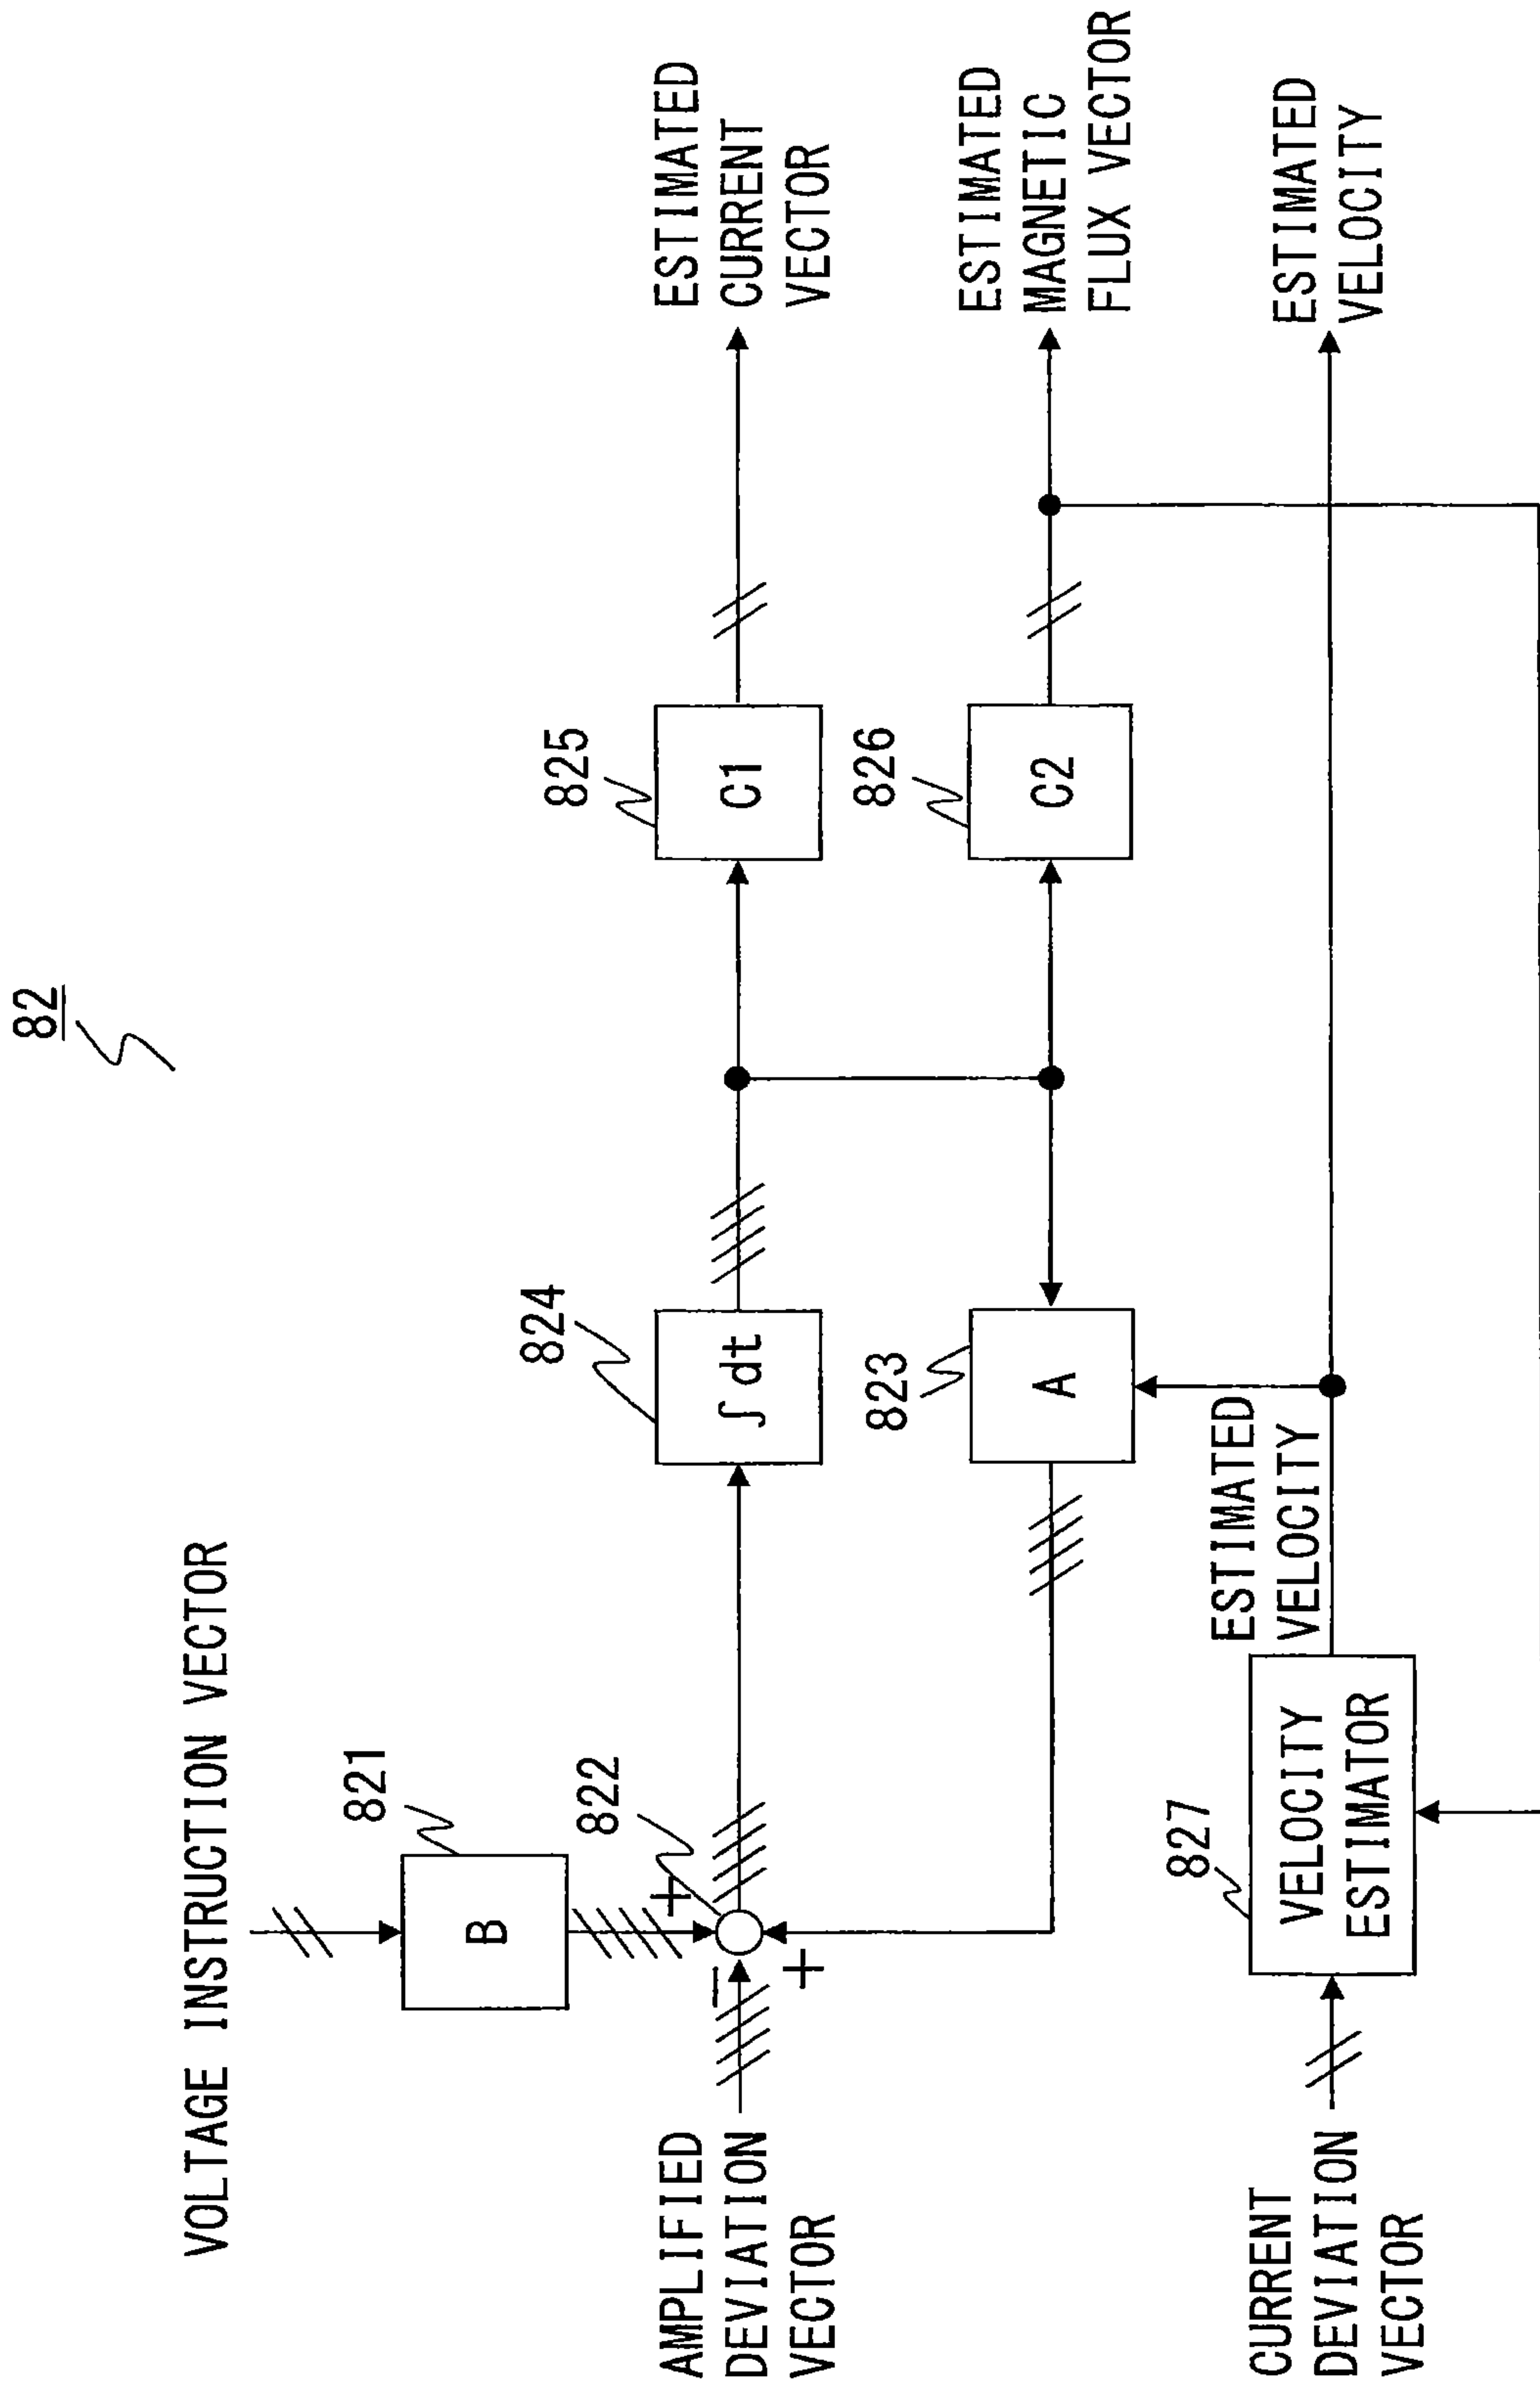 82
VOLTAGE INSTRUCTION VECTOR
821
B
822
+
−
+
AMPLIFIED
DEVIATION
VECTOR
824
∫dt
825
C1
ESTIMATED
CURRENT
VECTOR
823
A
826
C2
ESTIMATED
MAGNETIC
FLUX VECTOR
ESTIMATED
VELOCITY
827
VELOCITY
ESTIMATOR
CURRENT
DEVIATION
VECTOR
ESTIMATED
VELOCITY